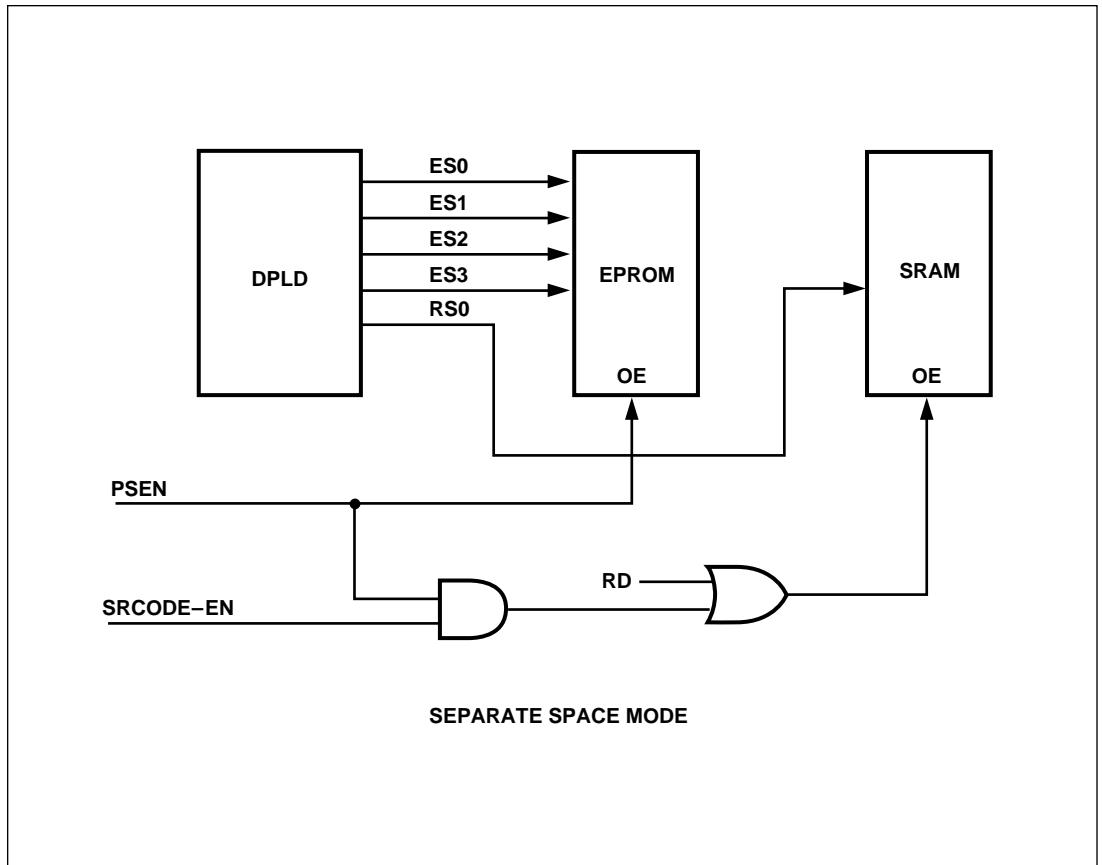 ES0
ES1
ES2
ES3
RS0
DPLD
EPROM
OE
SRAM
OE
PSEN
SRCODE–EN
RD
SEPARATE SPACE MODE